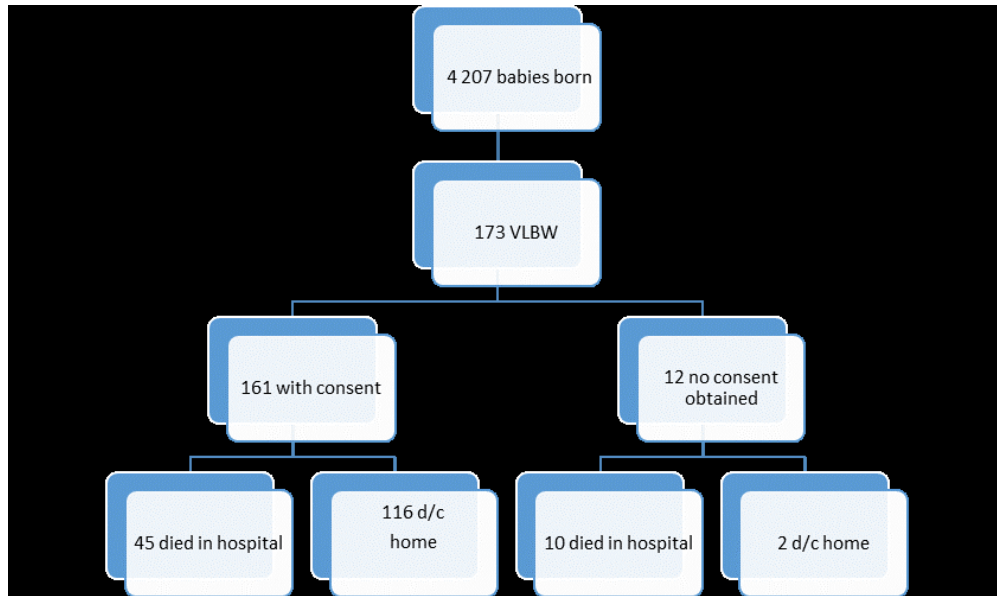 4 207 babies born
173 VLBW
161 with consent
12 no consent
obtained
45 died in hospital
116 d/c
home
10 died in hospital
2 d/c home